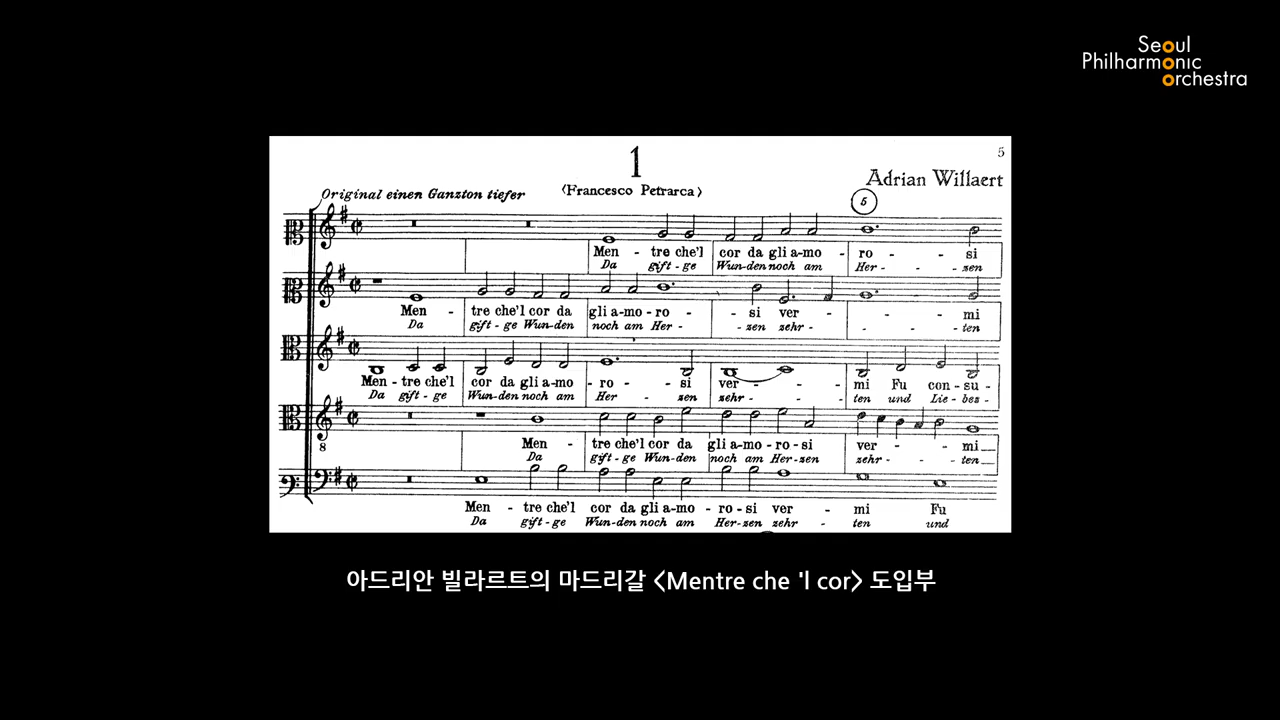 Seoul
Philharmonic
orchestra
1
5
Adrian Willaert
Original einen Ganzton tiefer
(Francesco Petrarca)
5
Men - tre che'l cor da gli a-mo - ro - - si
Da gift - ge Wun-den noch am Her - - zen
Men - tre che'l cor da gli a-mo-ro - - si ver - - mi
Da gift - ge Wun-den noch am Her - - zen zehr - - ten
Men - tre che'l cor da gli a-mo - ro - si ver - - mi Fu con-su-
Da gift - ge Wun-den noch am Her - zen zehr - - ten und Lie-bez-
8
Men - tre che'l cor da gli a-mo-ro-si ver - mi
Da gift-ge Wun-den noch am Her-zen zehr - ten
Men - tre che'l cor da gli a-mo - ro-si ver - mi Fu
Da gift-ge Wun-den noch am Her-zen zehr - ten und
아드리안 빌라르트의 마드리갈 <Mentre che 'l cor> 도입부